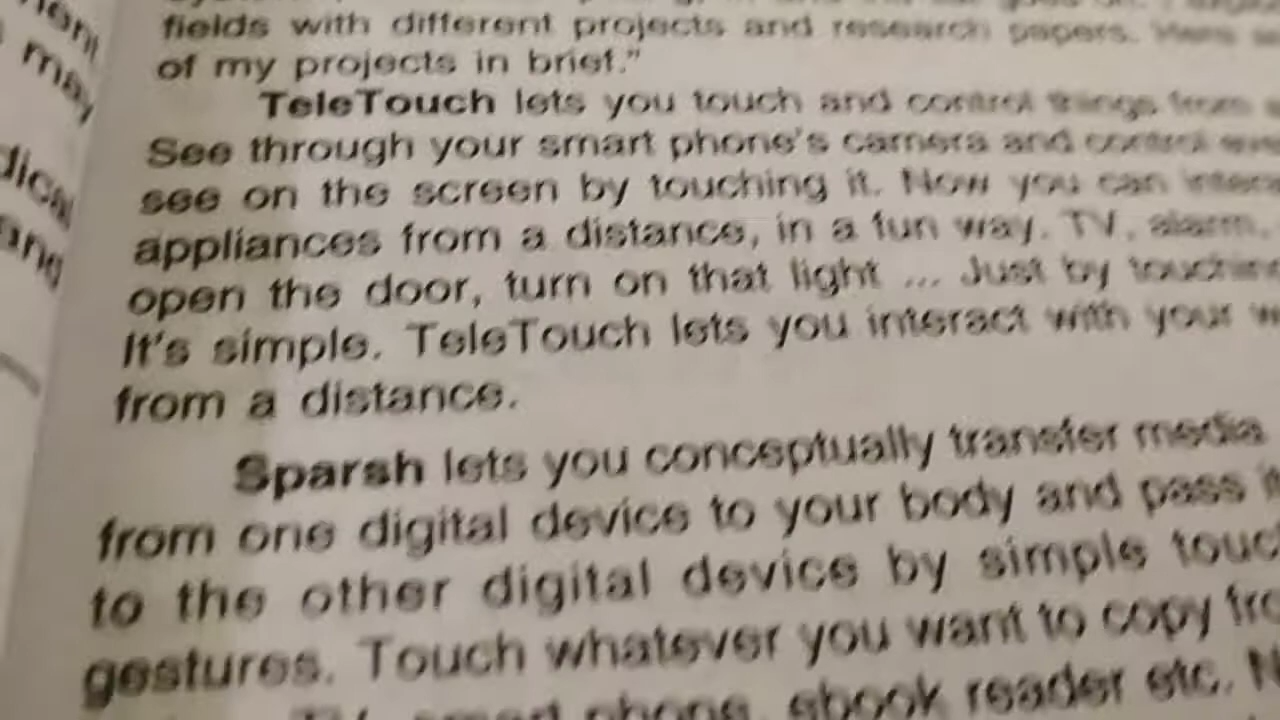 fields with different projects and research papers. Here
of my projects in brief."
TeleTouch lets you touch and control things from
See through your smart phone's camera and control
see on the screen by touching it. Now you can
appliances from a distance, in a fun way. TV, alarm,
open the door, turn on that light ... Just by
It's simple. TeleTouch lets you interact with your
from a distance.
Sparsh lets you conceptually transfer media
from one digital device to your body and pass
to the other digital device by simple
gestures. Touch whatever you want to copy
TV, smart phone, ebook reader etc.
may